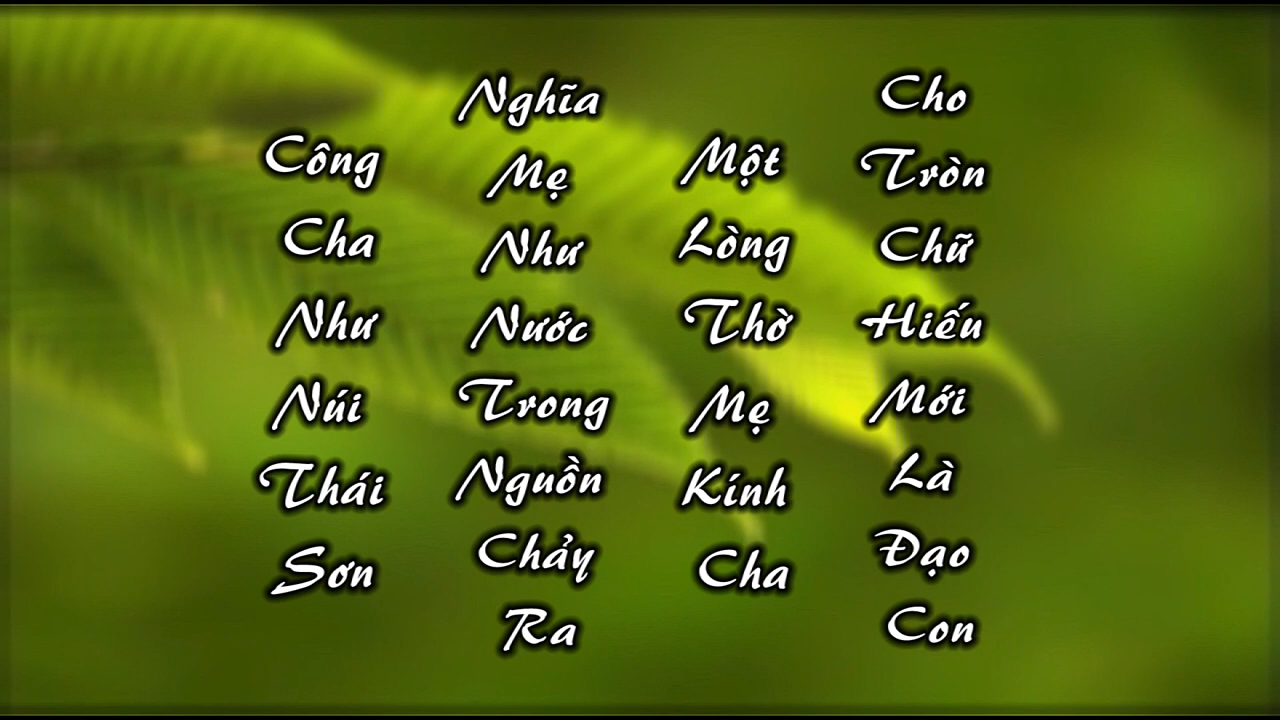 Công Cha Như Núi Thái Sơn
Nghĩa Mẹ Như Nước Trong Nguồn Chảy Ra
Một Lòng Thờ Mẹ Kính Cha
Cho Tròn Chữ Hiếu Mới Là Đạo Con